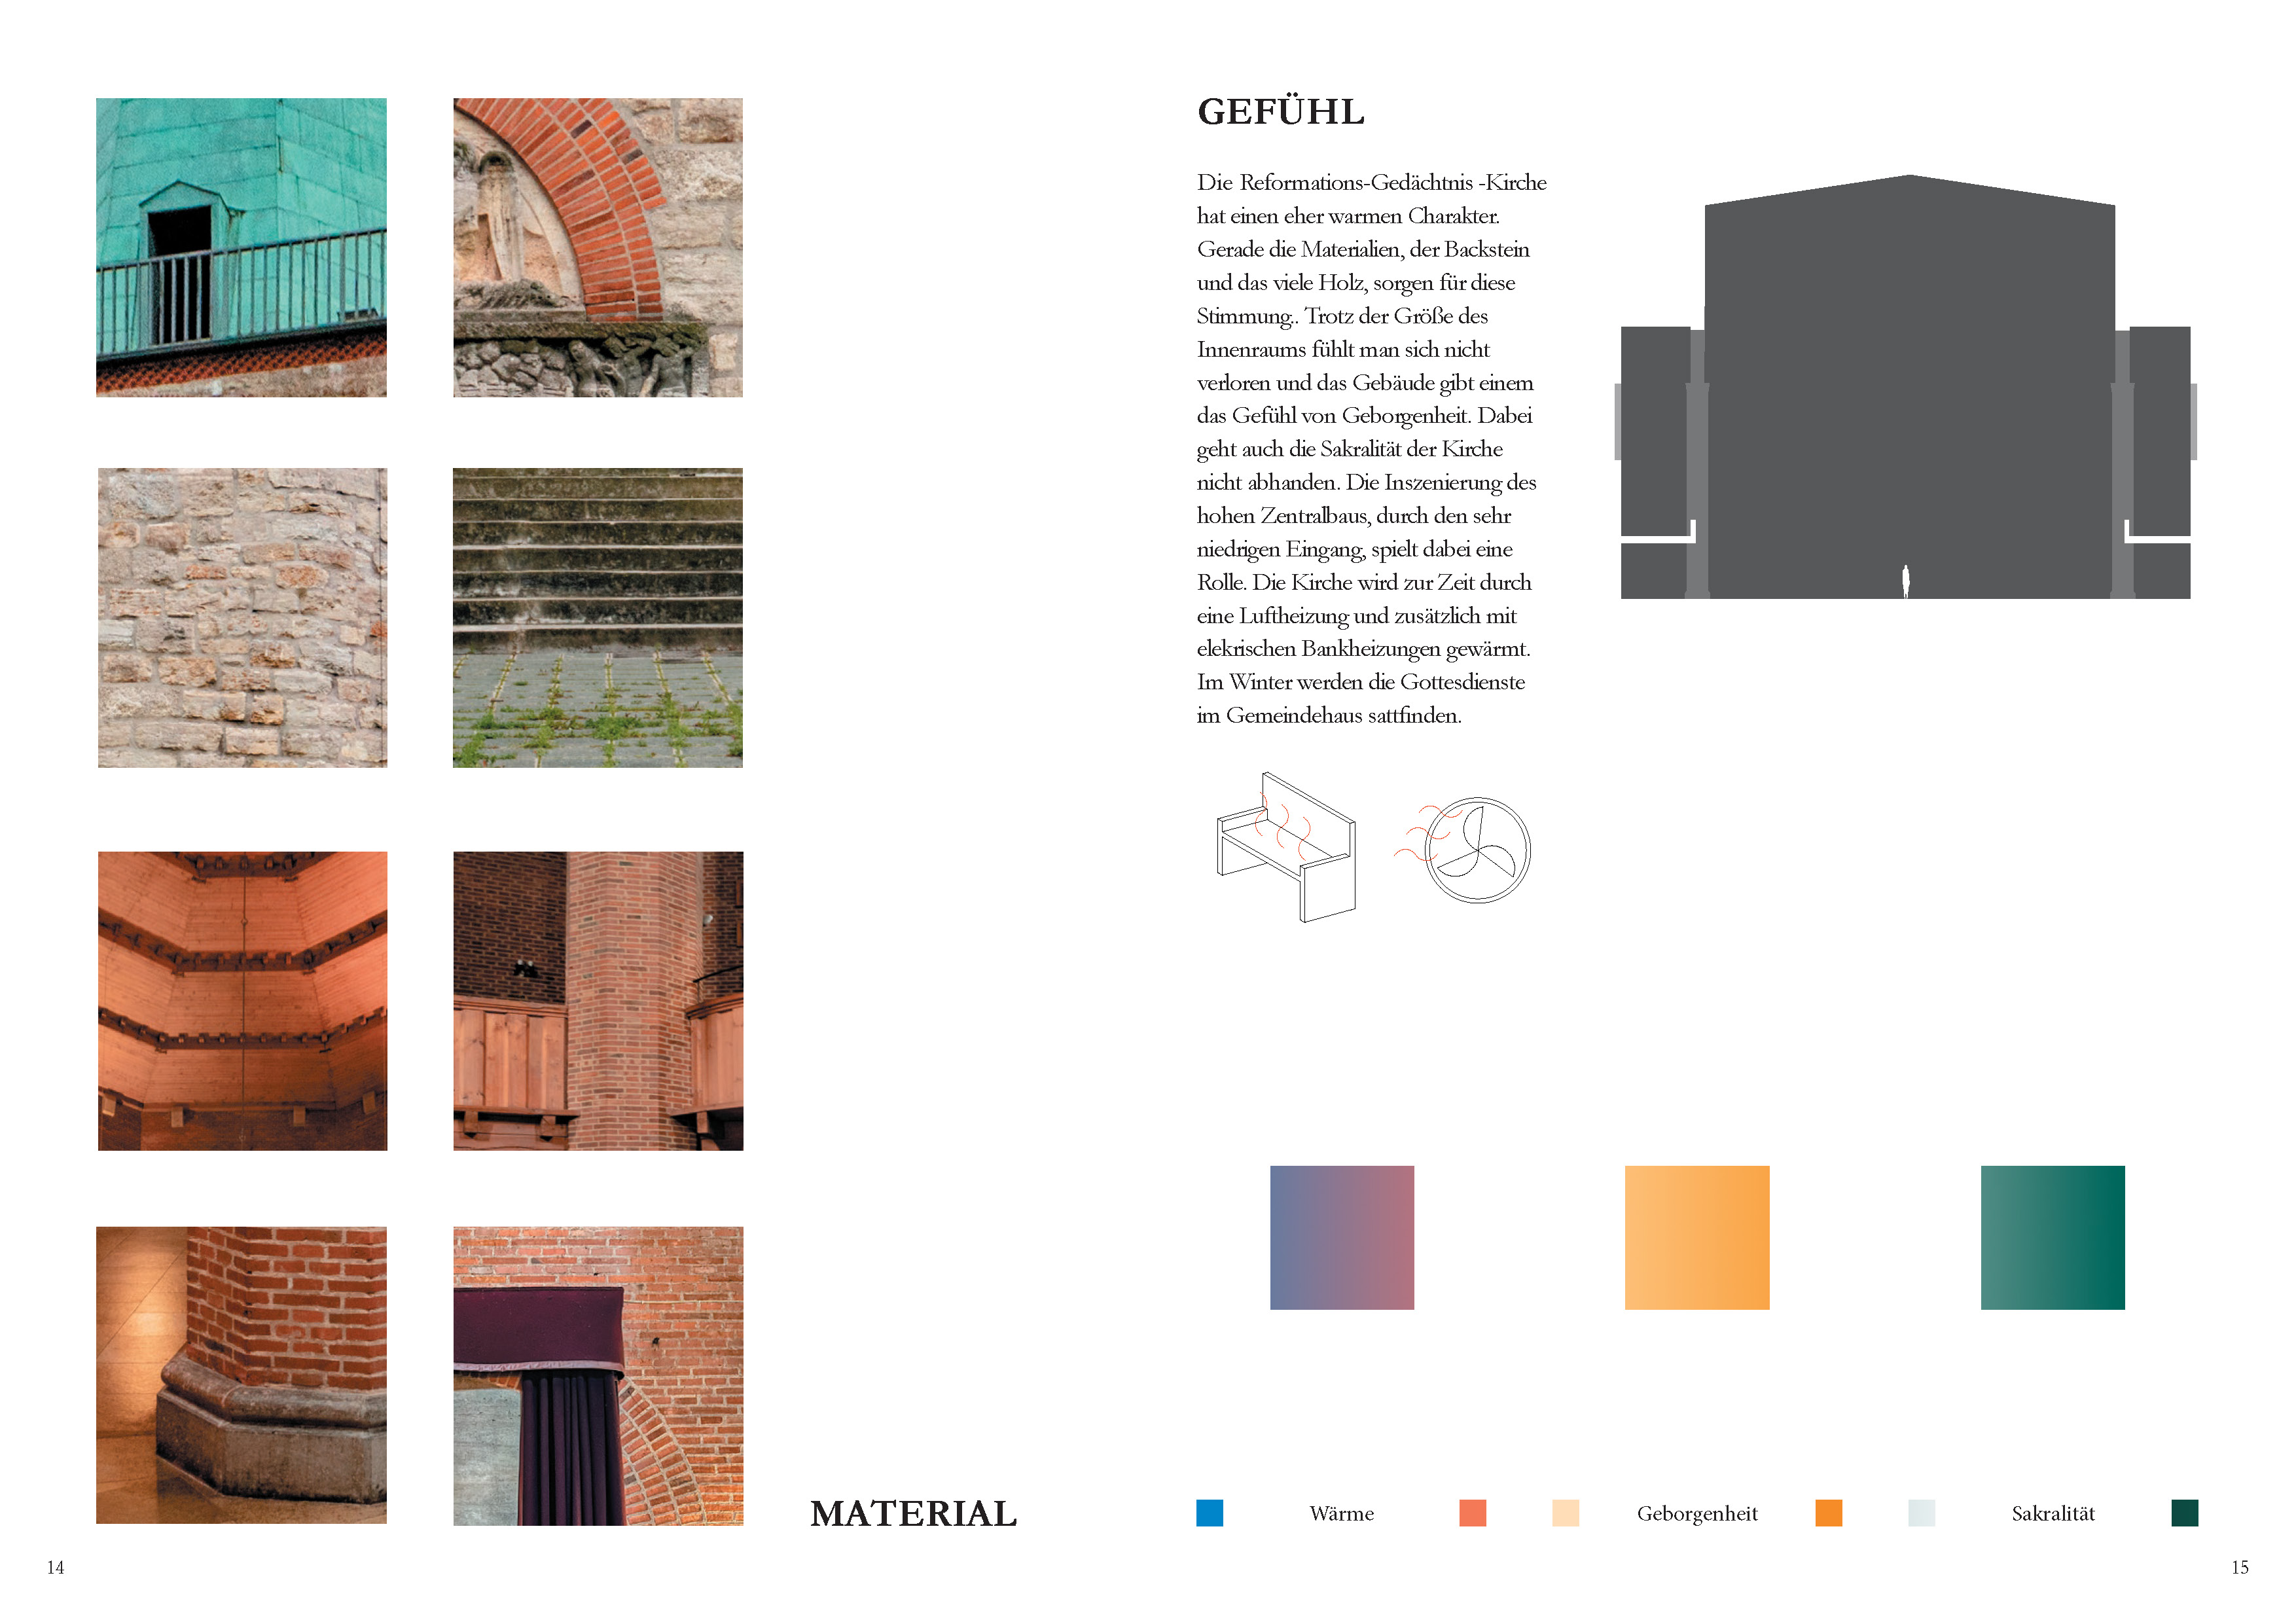 GEFÜHL
Die Reformations-Gedächtnis -Kirche
hat einen eher warmen Charakter.
Gerade die Materialien, der Backstein
und das viele Holz, sorgen für diese
Stimmung.. Trotz der Größe des
Innenraums fühlt man sich nicht
verloren und das Gebäude gibt einem
das Gefühl von Geborgenheit. Dabei
geht auch die Sakralität der Kirche
nicht abhanden. Die Inszenierung des
hohen Zentralbaus, durch den sehr
niedrigen Eingang, spielt dabei eine
Rolle. Die Kirche wird zur Zeit durch
eine Luftheizung und zusätzlich mit
elekrischen Bankheizungen gewärmt.
Im Winter werden die Gottesdienste
im Gemeindehaus sattfinden.
MATERIAL
Wärme
Geborgenheit
Sakralität
14
15